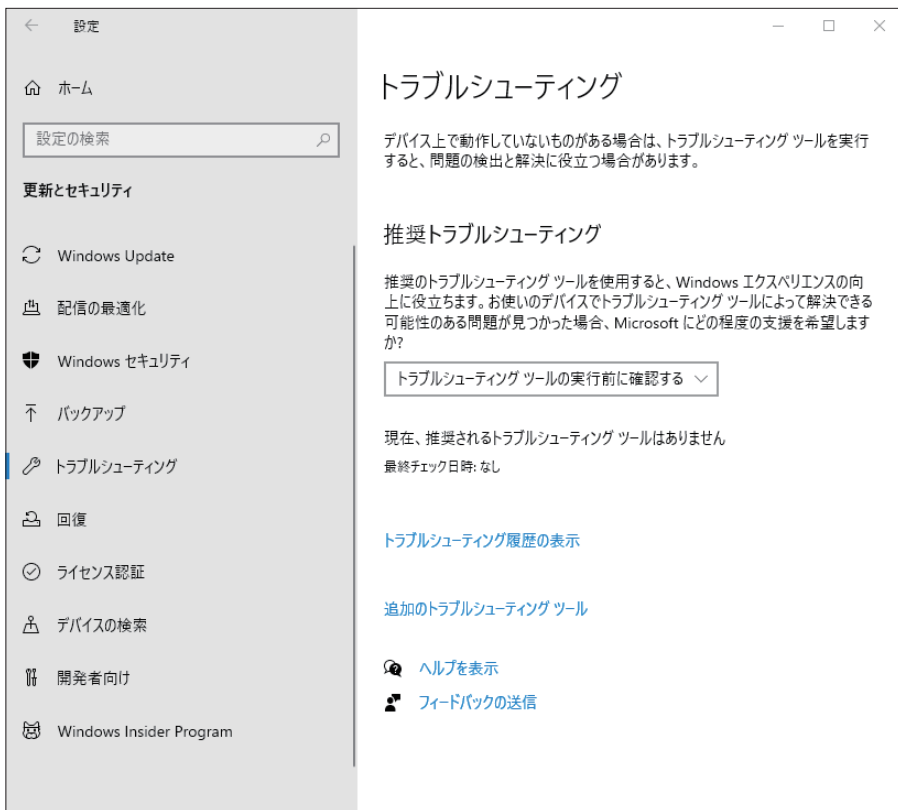 設定
ホーム
設定の検索
更新とセキュリティ
Windows Update
配信の最適化
Windows セキュリティ
バックアップ
トラブルシューティング
回復
ライセンス認証
デバイスの検索
開発者向け
Windows Insider Program
トラブルシューティング
デバイス上で動作していないものがある場合は、トラブルシューティング ツールを実行
すると、問題の検出と解決に役立つ場合があります。
推奨トラブルシューティング
推奨のトラブルシューティング ツールを使用すると、Windows エクスペリエンスの向
上に役立ちます。お使いのデバイスでトラブルシューティング ツールによって解決できる
可能性のある問題が見つかった場合、Microsoft にどの程度の支援を希望します
か?
トラブルシューティング ツールの実行前に確認する
現在、推奨されるトラブルシューティング ツールはありません
最終チェック日時: なし
トラブルシューティング履歴の表示
追加のトラブルシューティング ツール
ヘルプを表示
フィードバックの送信